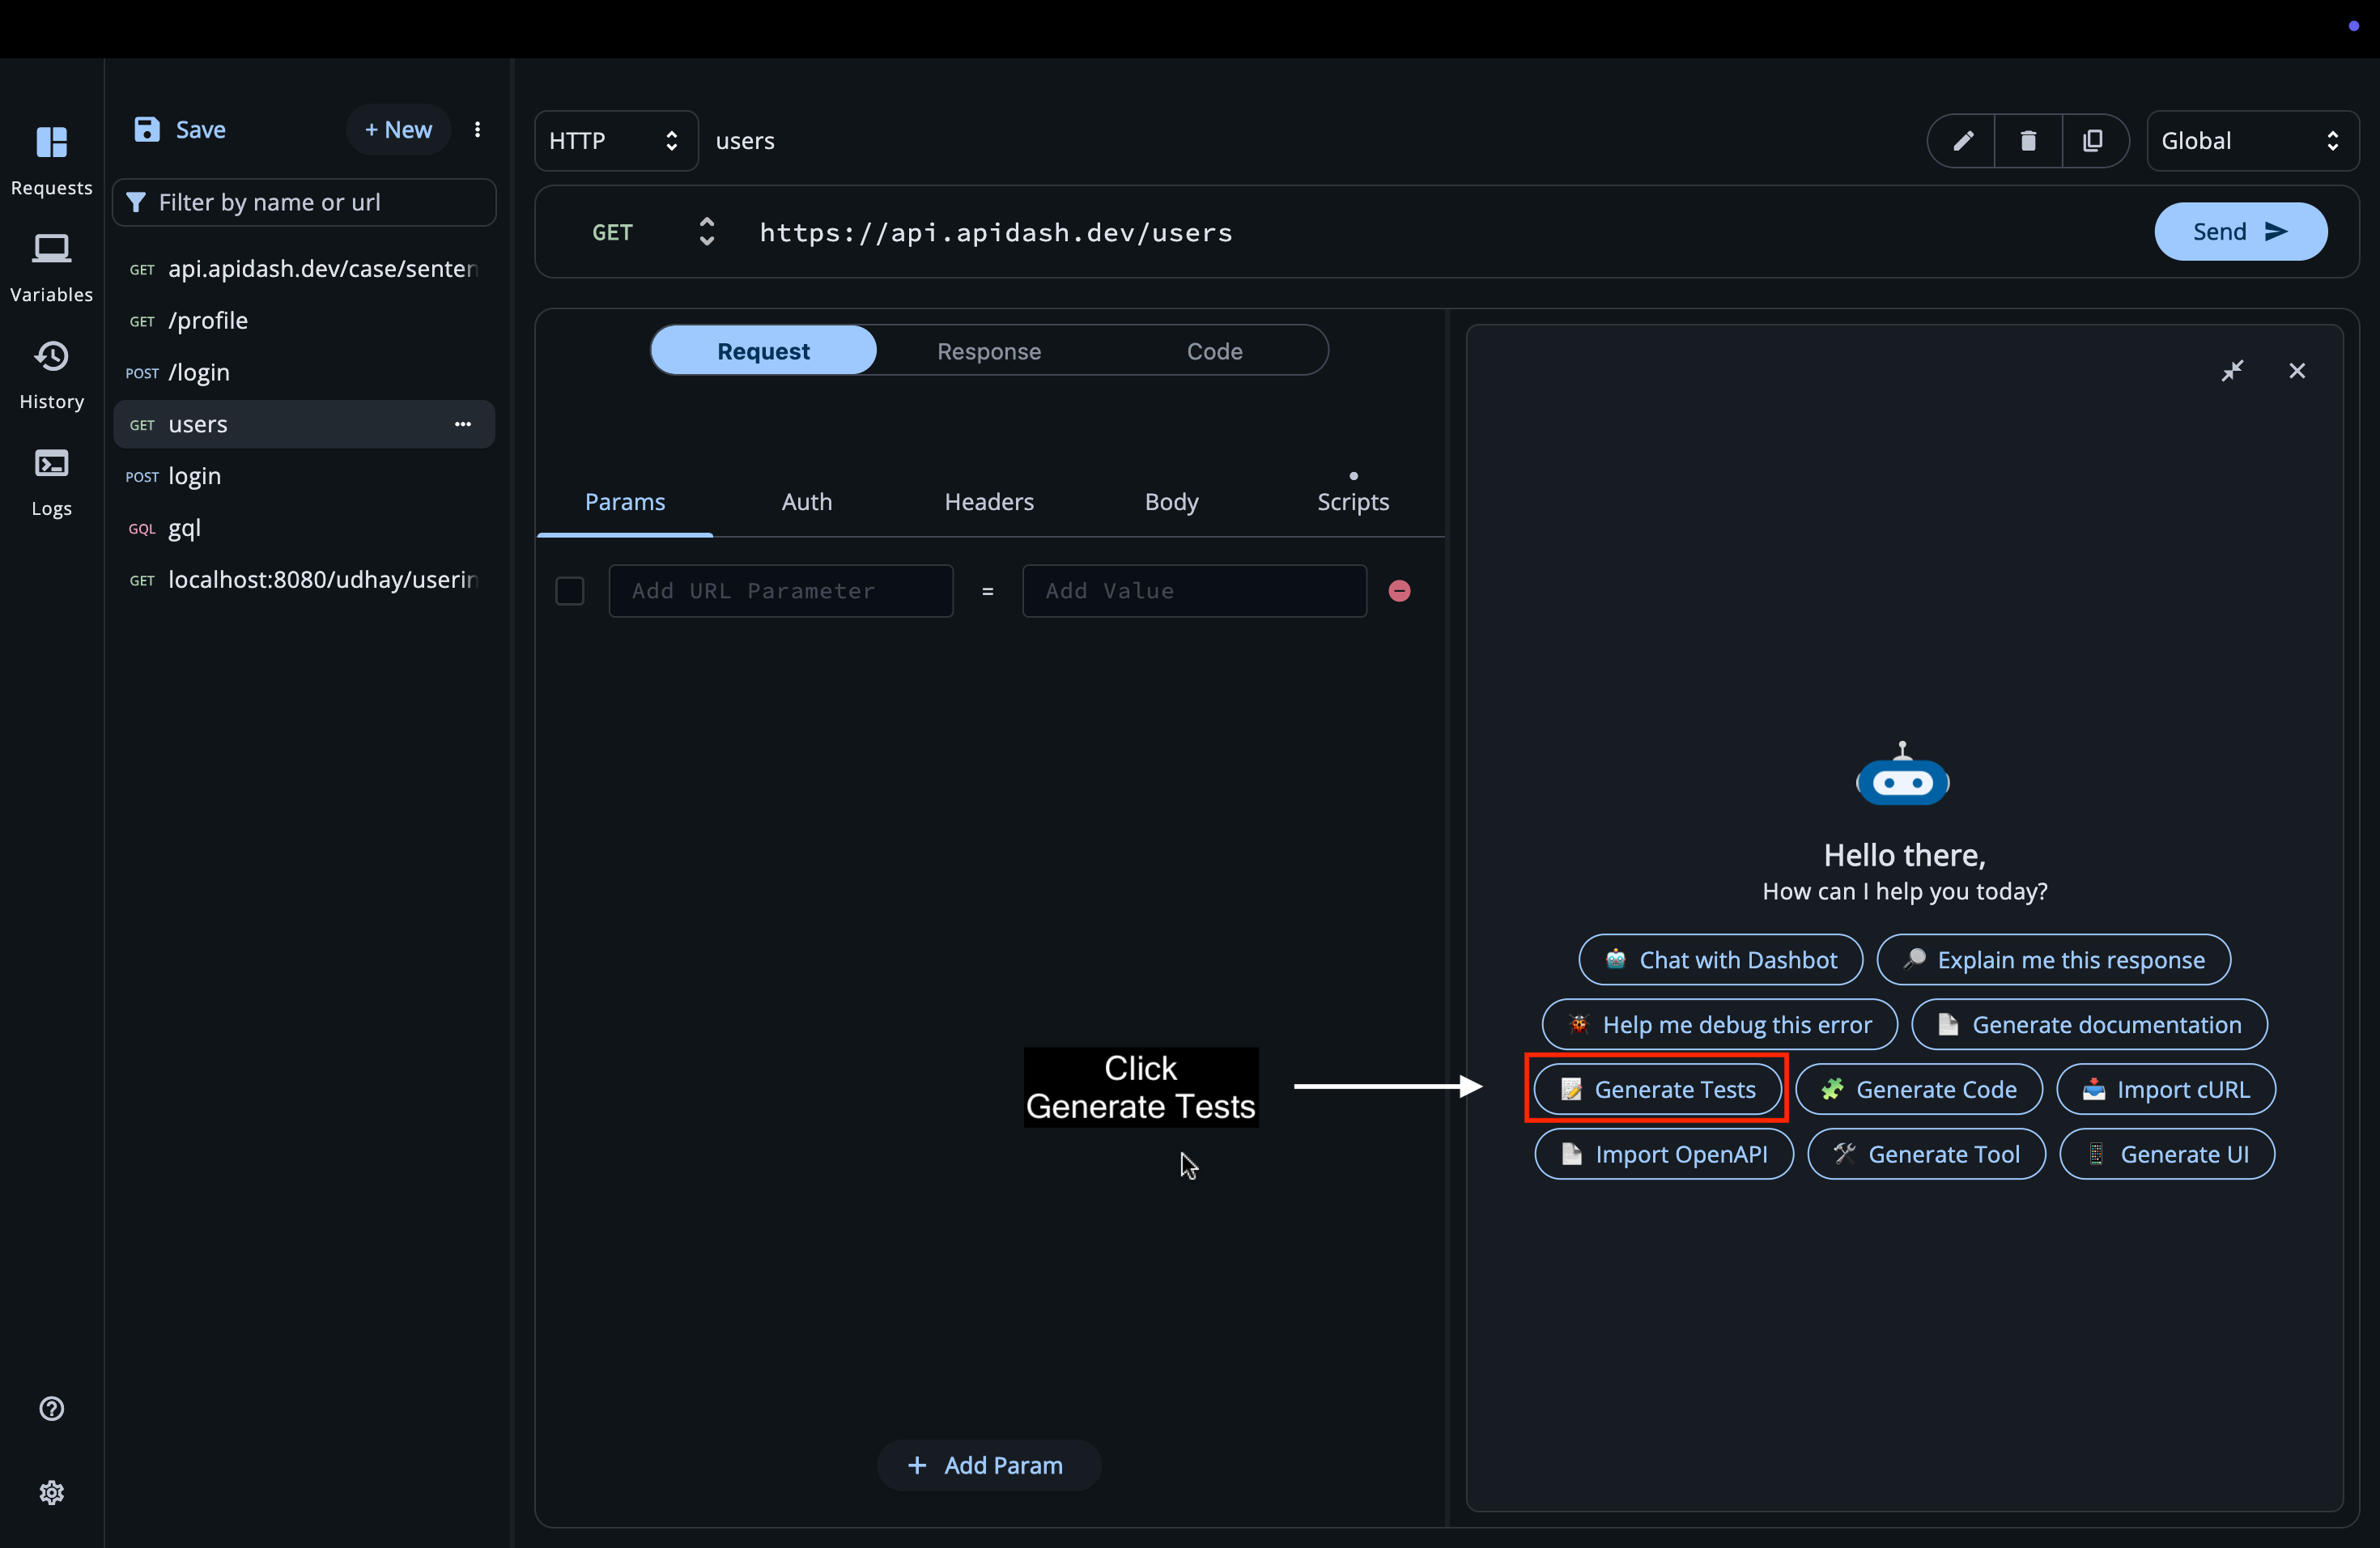 Requests
Variables
History
Logs
Save
+ New
Filter by name or url
GET api.apidash.dev/case/senten
GET /profile
POST /login
GET users
POST login
GQL gql
GET localhost:8080/udhay/userin
HTTP
users
Global
GET
https://api.apidash.dev/users
Send
Request
Response
Code
Params
Auth
Headers
Body
Scripts
Add URL Parameter
=
Add Value
Click
Generate Tests
+ Add Param
Hello there,
How can I help you today?
Chat with Dashbot
Explain me this response
Help me debug this error
Generate documentation
Generate Tests
Generate Code
Import cURL
Import OpenAPI
Generate Tool
Generate UI